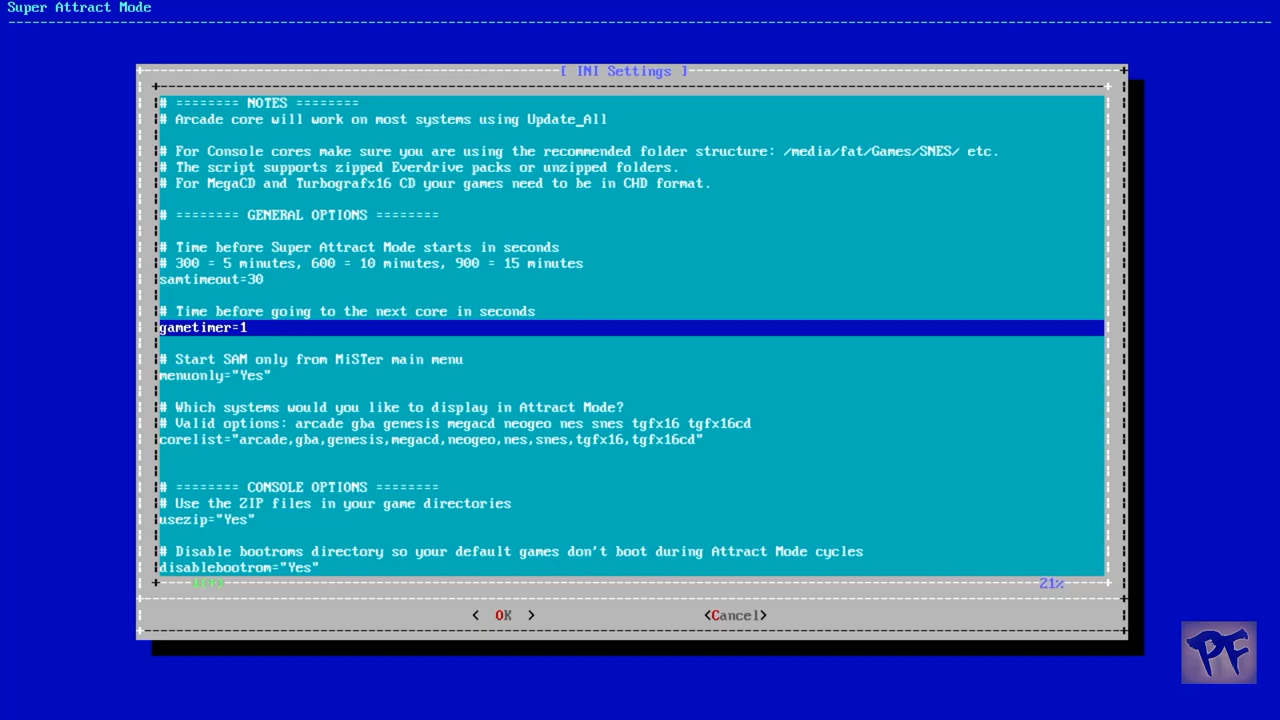 Super Attract Mode
[ INI Settings ]
# ======== NOTES ========
# Arcade core will work on most systems using Update_All
# For Console cores make sure you are using the recommended folder structure: /media/fat/Games/SNES/ etc.
# The script supports zipped Everdrive packs or unzipped folders.
# For MegaCD and Turbografx16 CD your games need to be in CHD format.
# ======== GENERAL OPTIONS ========
# Time before Super Attract Mode starts in seconds
# 300 = 5 minutes, 600 = 10 minutes, 900 = 15 minutes
samtimeout=30
# Time before going to the next core in seconds
gametimer=1
# Start SAM only from MiSTer main menu
menuonly="Yes"
# Which systems would you like to display in Attract Mode?
# Valid options: arcade gba genesis megacd neogeo nes snes tgfx16 tgfx16cd
corelist="arcade,gba,genesis,megacd,neogeo,nes,snes,tgfx16,tgfx16cd"
# ======== CONSOLE OPTIONS ========
# Use the ZIP files in your game directories
usezip="Yes"
# Disable bootroms directory so your default games don't boot during Attract Mode cycles
disablebootrom="Yes"
21%
< OK >
<Cancel>
PF